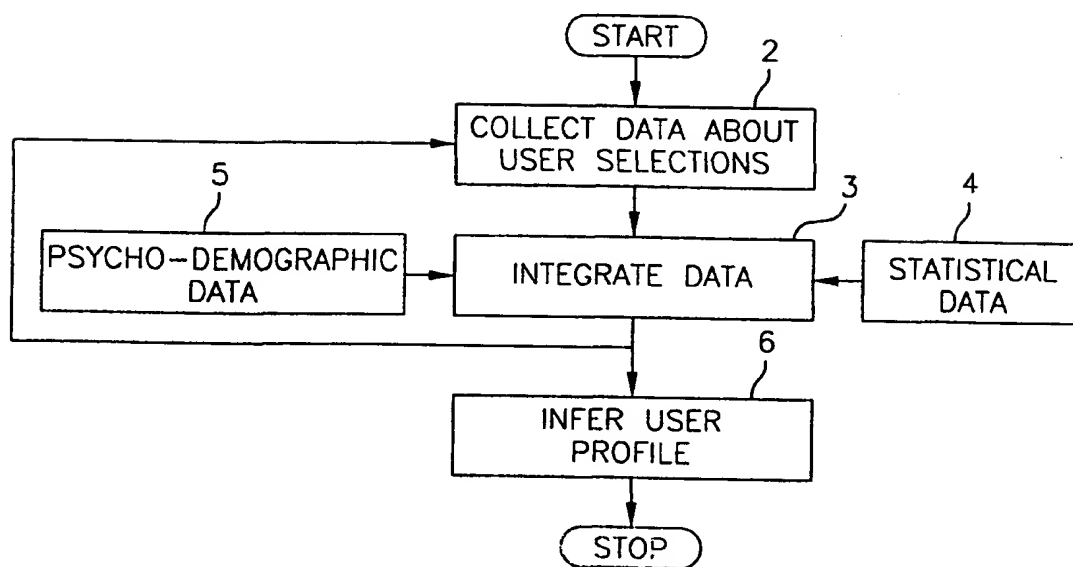 START
2
COLLECT DATA ABOUT
USER SELECTIONS
5
3
4
PSYCHO-DEMOGRAPHIC
DATA
INTEGRATE DATA
STATISTICAL
DATA
6
INFER USER
PROFILE
STOP